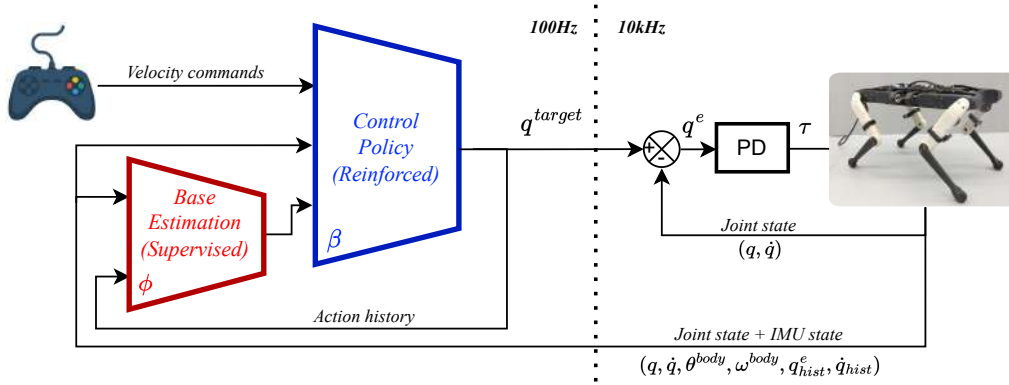 100Hz
10kHz
Velocity commands
Control
Policy
(Reinforced)
β
Base
Estimation
(Supervised)
ϕ
q^{target}
+
-
q^e
PD
τ
Joint state
(q, q̇)
Action history
Joint state + IMU state
(q, q̇, θ^{body}, ω^{body}, q^e_{hist}, q̇_{hist})